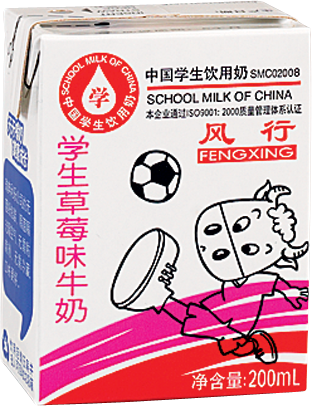 SCHOOL MILK OF CHINA
学
中国学生饮用奶
中国学生饮用奶 SMC02008
SCHOOL MILK OF CHINA
本企业通过ISO9001: 2000质量管理体系认证
风行
FENGXING
学生草莓味牛奶
净含量:200mL